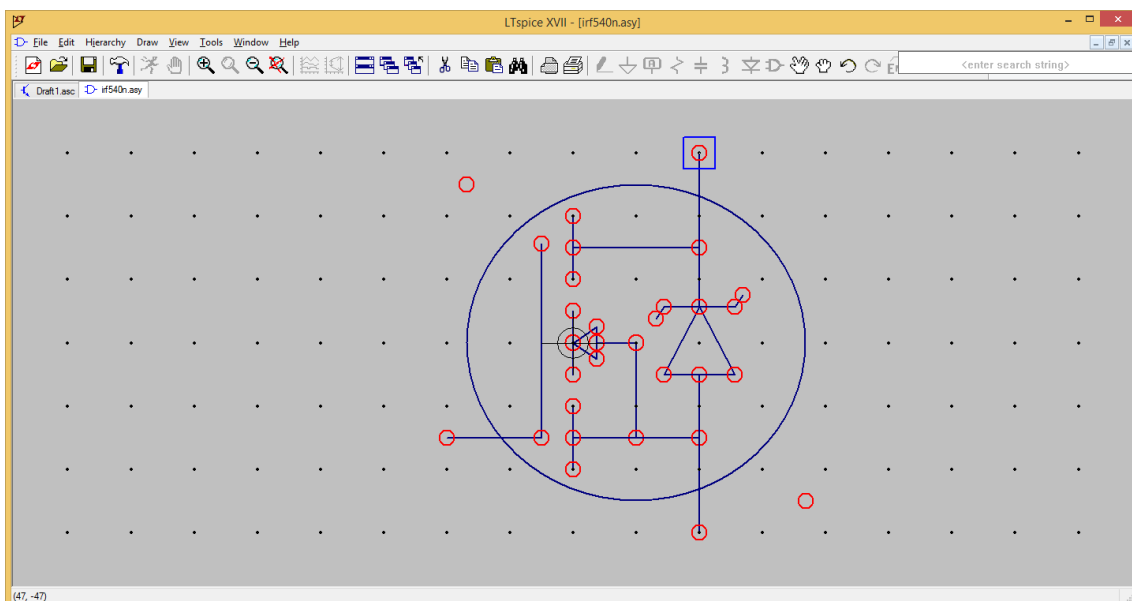 LTspice XVII - [irf540n.asy]
File Edit Hierarchy Draw View Tools Window Help
<enter search string>
Draft1.asc irf540n.asy
(47, -47)